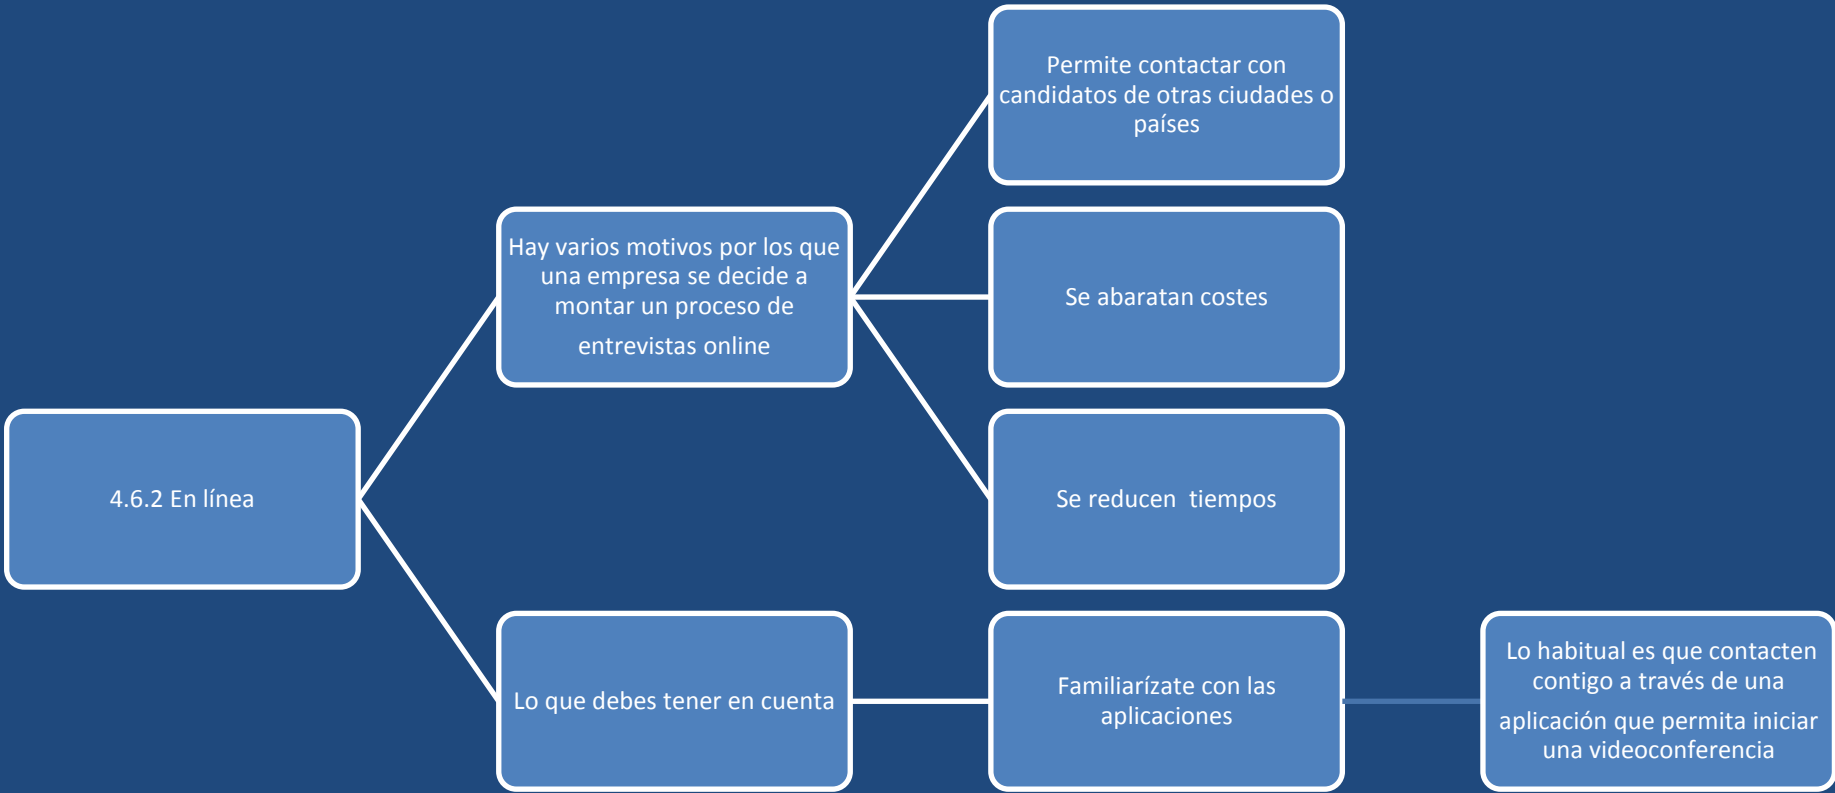 4.6.2 En línea
Hay varios motivos por los que
una empresa se decide a
montar un proceso de
entrevistas online
Permite contactar con
candidatos de otras ciudades o
países
Se abaratan costes
Se reducen  tiempos
Lo que debes tener en cuenta
Familiarízate con las
aplicaciones
Lo habitual es que contacten
contigo a través de una
aplicación que permita iniciar
una videoconferencia